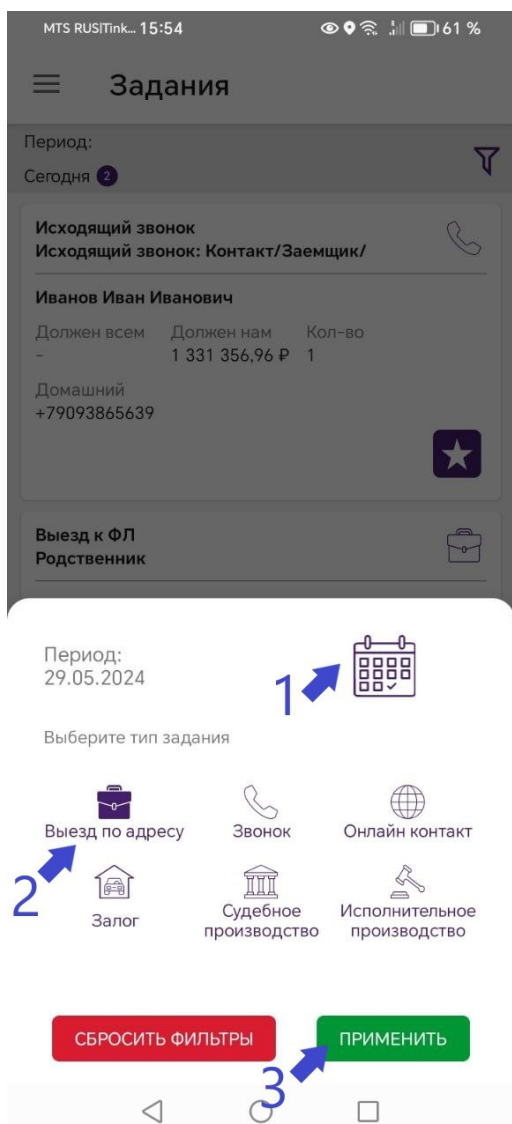 MTS RUS|Tink... 15:54 61 %
Задания
Период:
Сегодня 2
Исходящий звонок
Исходящий звонок: Контакт/Заемщик/
Иванов Иван Иванович
Должен всем Должен нам Кол-во
- 1 331 356,96 ₽ 1
Домашний
+79093865639
Выезд к ФЛ
Родственник
Период:
29.05.2024
1
Выберите тип задания
Выезд по адресу Звонок Онлайн контакт
2
Залог Судебное производство Исполнительное производство
СБРОСИТЬ ФИЛЬТРЫ ПРИМЕНИТЬ
3